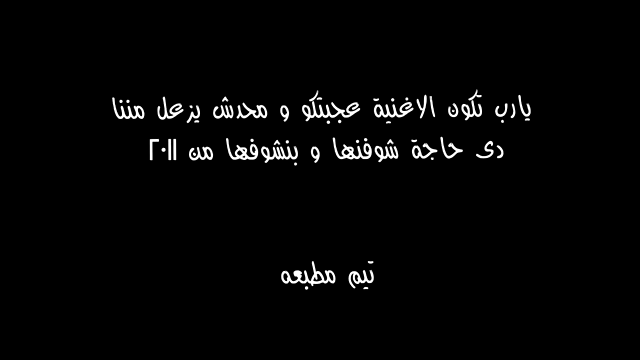 يارب تكون الاغنية عجبتكو و محدش يزعل مننا
دى حاجة شوفنها و بنشوفها من ٢٠١١
تيم مطبعه